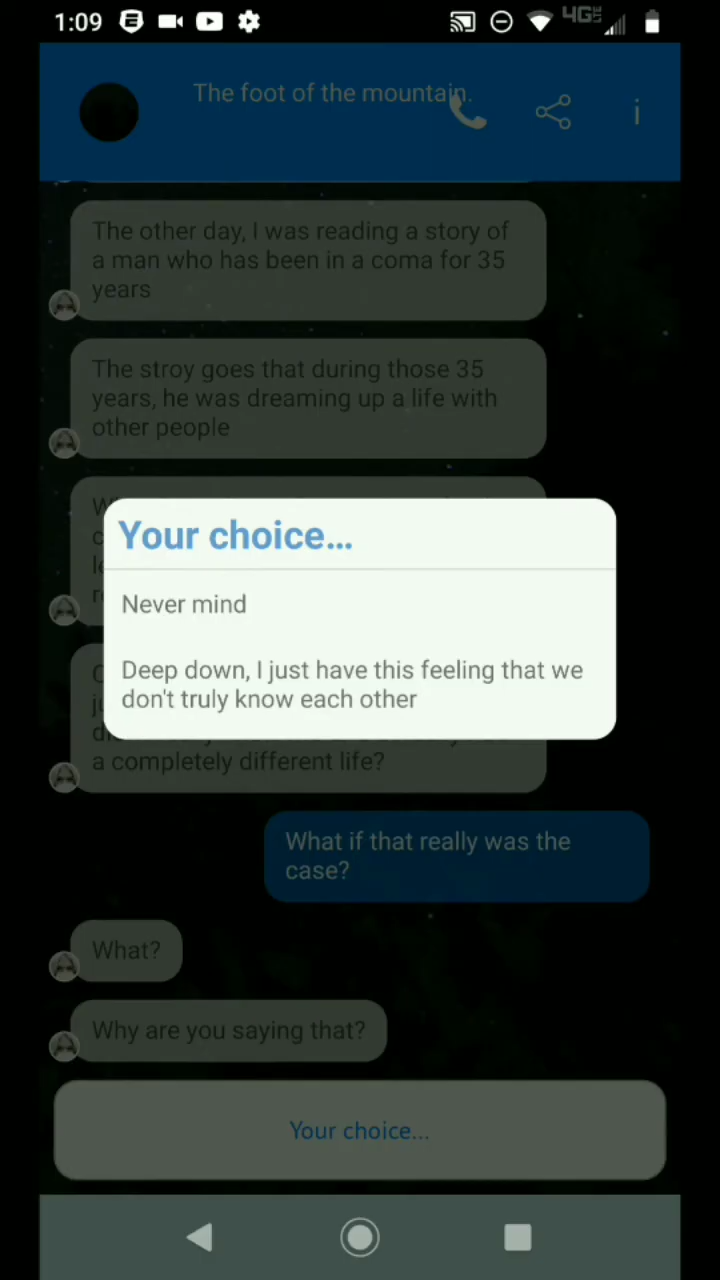 1:09
4G LTE
The foot of the mountain.
i
The other day, I was reading a story of
a man who has been in a coma for 35
years
The stroy goes that during those 35
years, he was dreaming up a life with
other people
Your choice...
Never mind
Deep down, I just have this feeling that we
don't truly know each other
a completely different life?
What if that really was the
case?
What?
Why are you saying that?
Your choice...